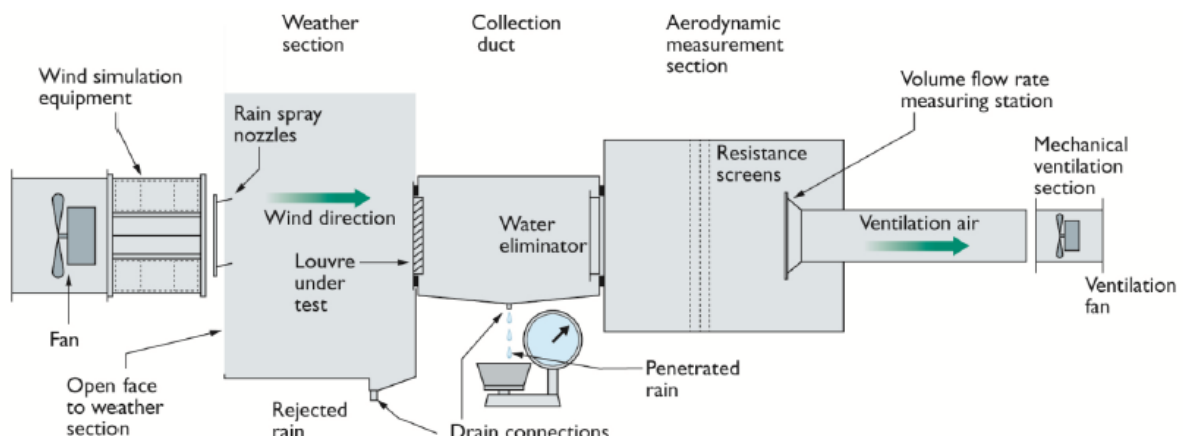 Weather
section
Collection
duct
Aerodynamic
measurement
section
Wind simulation
equipment
Rain spray
nozzles
Volume flow rate
measuring station
Mechanical
ventilation
section
Resistance
screens
Wind direction
Water
eliminator
Ventilation air
Louvre
under
test
Ventilation
fan
Fan
Open face
to weather
section
Penetrated
rain
Rejected
rain
Drain connections